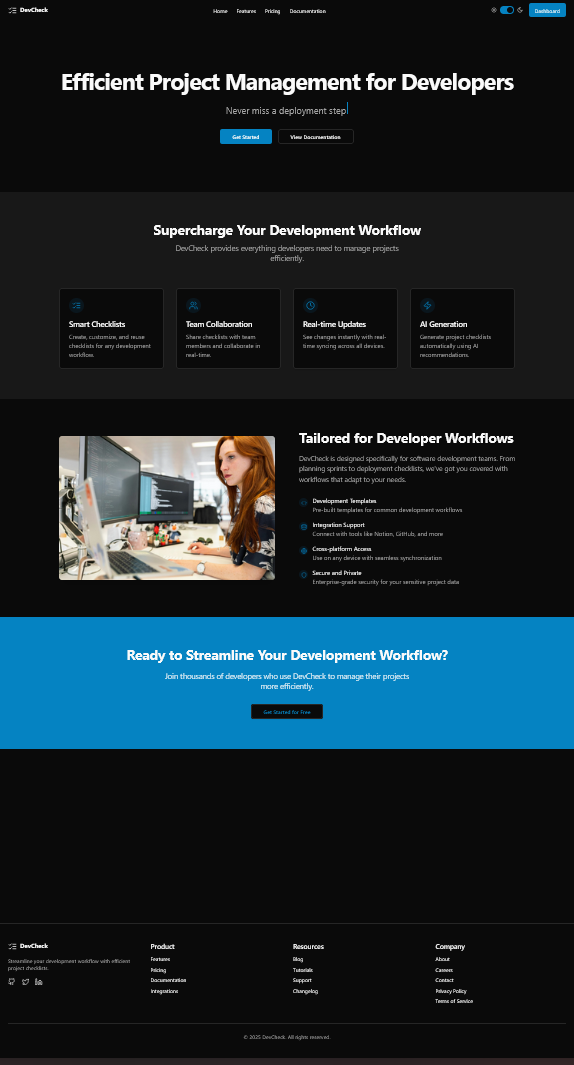 DevCheck
Home Features Pricing Documentation
Dashboard
Efficient Project Management for Developers
Never miss a deployment step
Get Started View Documentation
Supercharge Your Development Workflow
DevCheck provides everything developers need to manage projects
efficiently.
Smart Checklists
Create, customize, and reuse
checklists for any development
workflow.
Team Collaboration
Share checklists with team
members and collaborate in
real-time.
Real-time Updates
See changes instantly with real-
time syncing across all devices.
AI Generation
Generate project checklists
automatically using AI
recommendations.
Tailored for Developer Workflows
DevCheck is designed specifically for software development teams. From
planning sprints to deployment checklists, we've got you covered with
workflows that adapt to your needs.
Development Templates
Pre-built templates for common development workflows
Integration Support
Connect with tools like Notion, GitHub, and more
Cross-platform Access
Use on any device with seamless synchronization
Secure and Private
Enterprise-grade security for your sensitive project data
Ready to Streamline Your Development Workflow?
Join thousands of developers who use DevCheck to manage their projects
more efficiently.
Get Started for Free
DevCheck
Streamline your development workflow with efficient
project checklists.
Product
Features
Pricing
Documentation
Integrations
Resources
Blog
Tutorials
Support
Changelog
Company
About
Careers
Contact
Privacy Policy
Terms of Service
© 2025 DevCheck. All rights reserved.